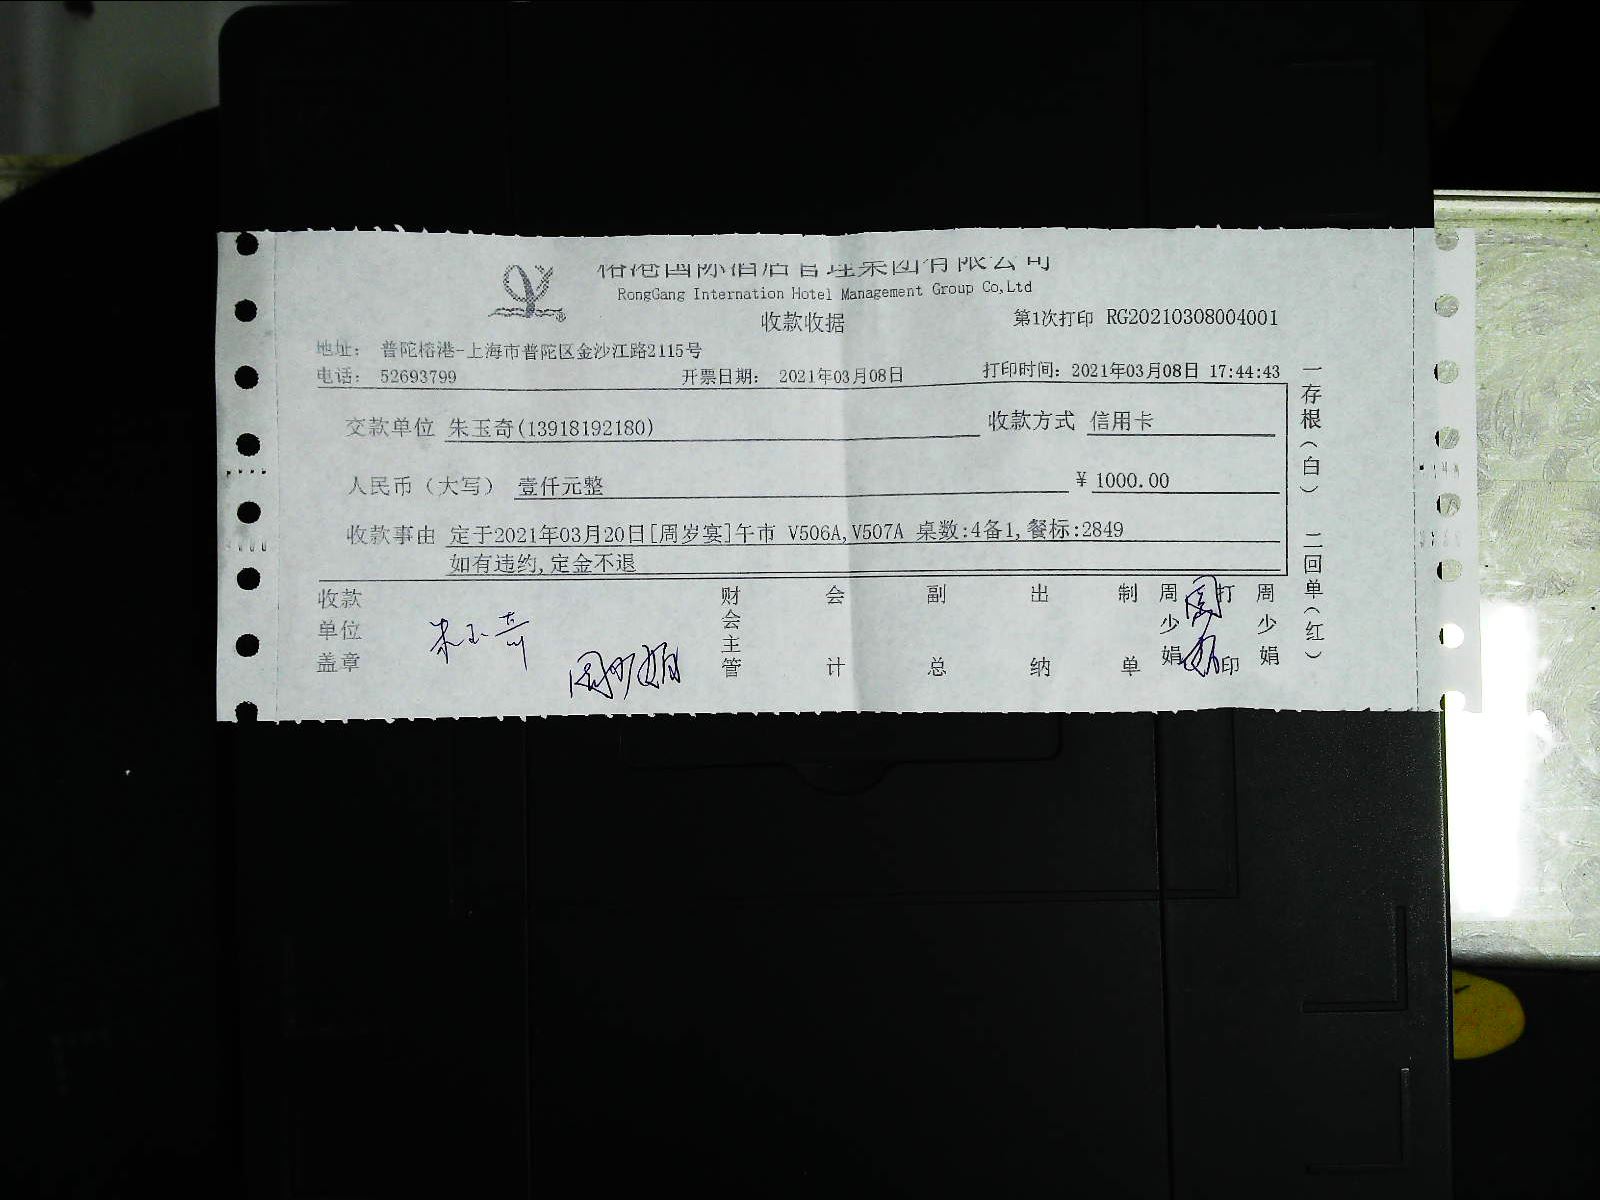 榕港国际酒店管理集团有限公司
RongGang Internation Hotel Management Group Co,Ltd
收款收据
第1次打印 RG20210308004001
地址： 普陀榕港-上海市普陀区金沙江路2115号
电话： 52693799 开票日期： 2021年03月08日 打印时间：2021年03月08日 17:44:43
交款单位 朱玉奇(13918192180) 收款方式 信用卡
人民币（大写） 壹仟元整 ¥ 1000.00
收款事由 定于2021年03月20日[周岁宴]午市 V506A,V507A 桌数:4备1,餐标:2849
如有违约,定金不退
收款单位盖章 朱玉奇 周少娟 财会主管 会计 副总 出纳 制单 周少娟 周娟 打印 周少娟
一存根（白） 二回单（红）